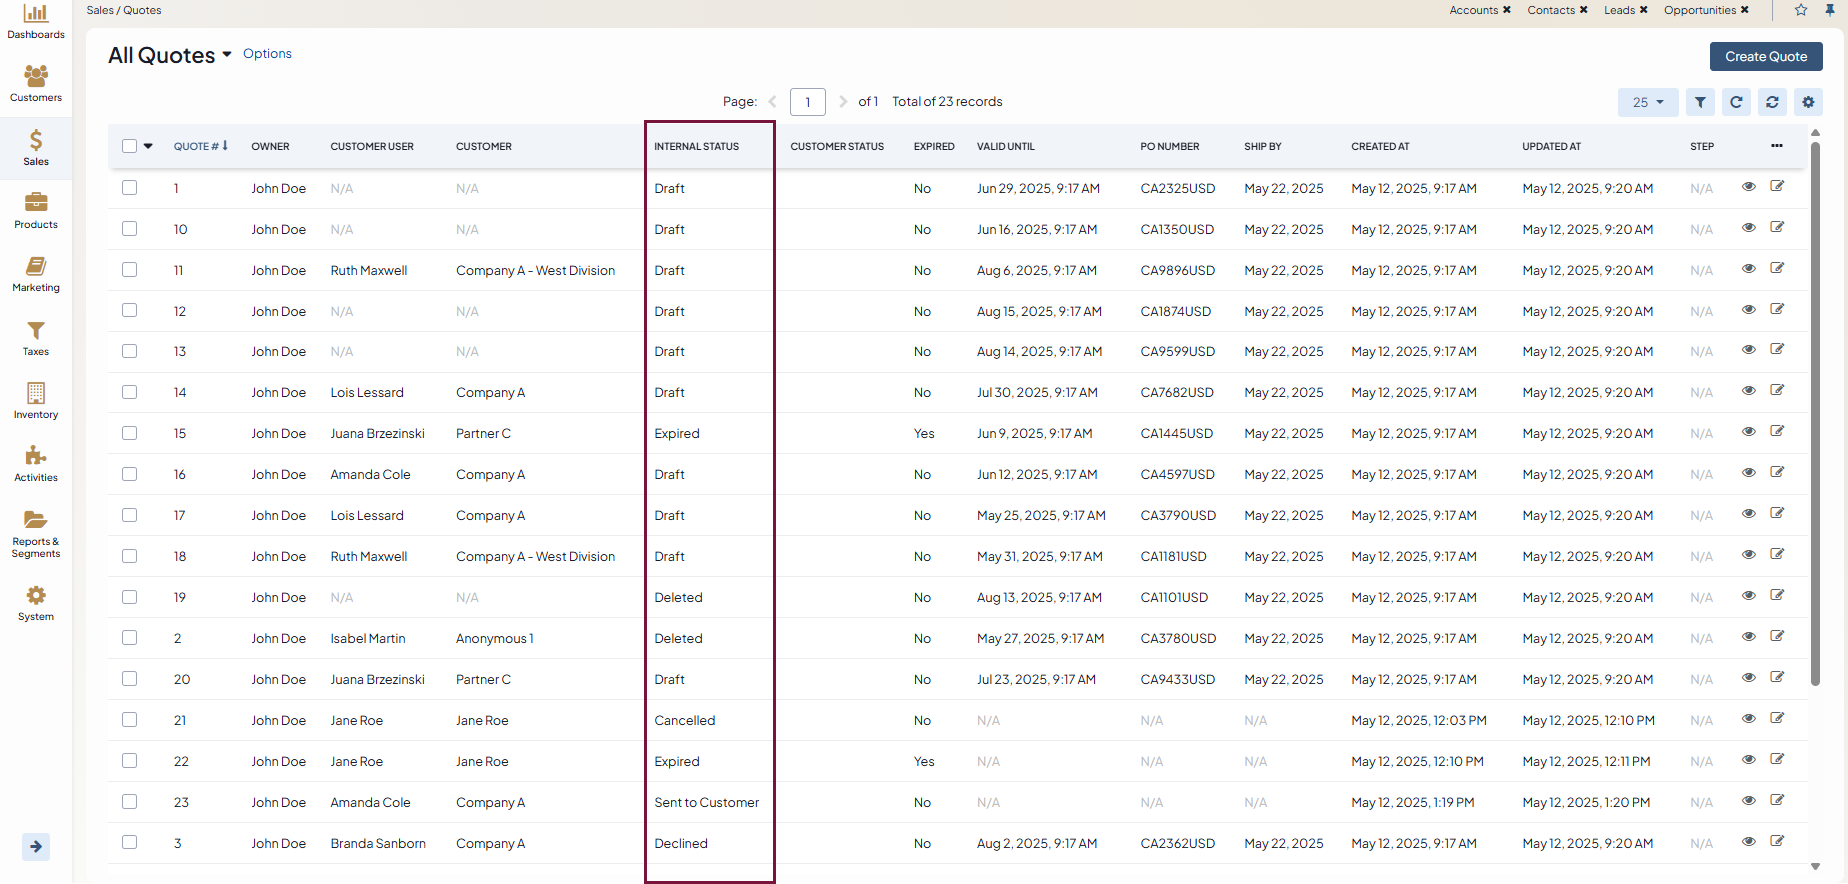 Sales / Quotes
Accounts ✖ Contacts ✖ Leads ✖ Opportunities ✖
Dashboards
Customers
Sales
Products
Marketing
Taxes
Inventory
Activities
Reports &
Segments
System
All Quotes Options
Create Quote
Page: 1 of 1 Total of 23 records
25
QUOTE # OWNER CUSTOMER USER CUSTOMER INTERNAL STATUS CUSTOMER STATUS EXPIRED VALID UNTIL PO NUMBER SHIP BY CREATED AT UPDATED AT STEP
1 John Doe N/A N/A Draft No Jun 29, 2025, 9:17 AM CA2325USD May 22, 2025 May 12, 2025, 9:17 AM May 12, 2025, 9:20 AM N/A
10 John Doe N/A N/A Draft No Jun 16, 2025, 9:17 AM CA1350USD May 22, 2025 May 12, 2025, 9:17 AM May 12, 2025, 9:20 AM N/A
11 John Doe Ruth Maxwell Company A - West Division Draft No Aug 6, 2025, 9:17 AM CA9896USD May 22, 2025 May 12, 2025, 9:17 AM May 12, 2025, 9:20 AM N/A
12 John Doe N/A N/A Draft No Aug 15, 2025, 9:17 AM CA1874USD May 22, 2025 May 12, 2025, 9:17 AM May 12, 2025, 9:20 AM N/A
13 John Doe N/A N/A Draft No Aug 14, 2025, 9:17 AM CA9599USD May 22, 2025 May 12, 2025, 9:17 AM May 12, 2025, 9:20 AM N/A
14 John Doe Lois Lessard Company A Draft No Jul 30, 2025, 9:17 AM CA7682USD May 22, 2025 May 12, 2025, 9:17 AM May 12, 2025, 9:20 AM N/A
15 John Doe Juana Brzezinski Partner C Expired Yes Jun 9, 2025, 9:17 AM CA1445USD May 22, 2025 May 12, 2025, 9:17 AM May 12, 2025, 9:20 AM N/A
16 John Doe Amanda Cole Company A Draft No Jun 12, 2025, 9:17 AM CA4597USD May 22, 2025 May 12, 2025, 9:17 AM May 12, 2025, 9:20 AM N/A
17 John Doe Lois Lessard Company A Draft No May 25, 2025, 9:17 AM CA3790USD May 22, 2025 May 12, 2025, 9:17 AM May 12, 2025, 9:20 AM N/A
18 John Doe Ruth Maxwell Company A - West Division Draft No May 31, 2025, 9:17 AM CA1181USD May 22, 2025 May 12, 2025, 9:17 AM May 12, 2025, 9:20 AM N/A
19 John Doe N/A N/A Deleted No Aug 13, 2025, 9:17 AM CA1101USD May 22, 2025 May 12, 2025, 9:17 AM May 12, 2025, 9:20 AM N/A
2 John Doe Isabel Martin Anonymous 1 Deleted No May 27, 2025, 9:17 AM CA3780USD May 22, 2025 May 12, 2025, 9:17 AM May 12, 2025, 9:20 AM N/A
20 John Doe Juana Brzezinski Partner C Draft No Jul 23, 2025, 9:17 AM CA9433USD May 22, 2025 May 12, 2025, 9:17 AM May 12, 2025, 9:20 AM N/A
21 John Doe Jane Roe Jane Roe Cancelled No N/A N/A N/A May 12, 2025, 12:03 PM May 12, 2025, 12:10 PM N/A
22 John Doe Jane Roe Jane Roe Expired Yes N/A N/A N/A May 12, 2025, 12:10 PM May 12, 2025, 12:11 PM N/A
23 John Doe Amanda Cole Company A Sent to Customer No N/A N/A N/A May 12, 2025, 1:19 PM May 12, 2025, 1:20 PM N/A
3 John Doe Branda Sanborn Company A Declined No Aug 2, 2025, 9:17 AM CA2362USD May 22, 2025 May 12, 2025, 9:17 AM May 12, 2025, 9:20 AM N/A